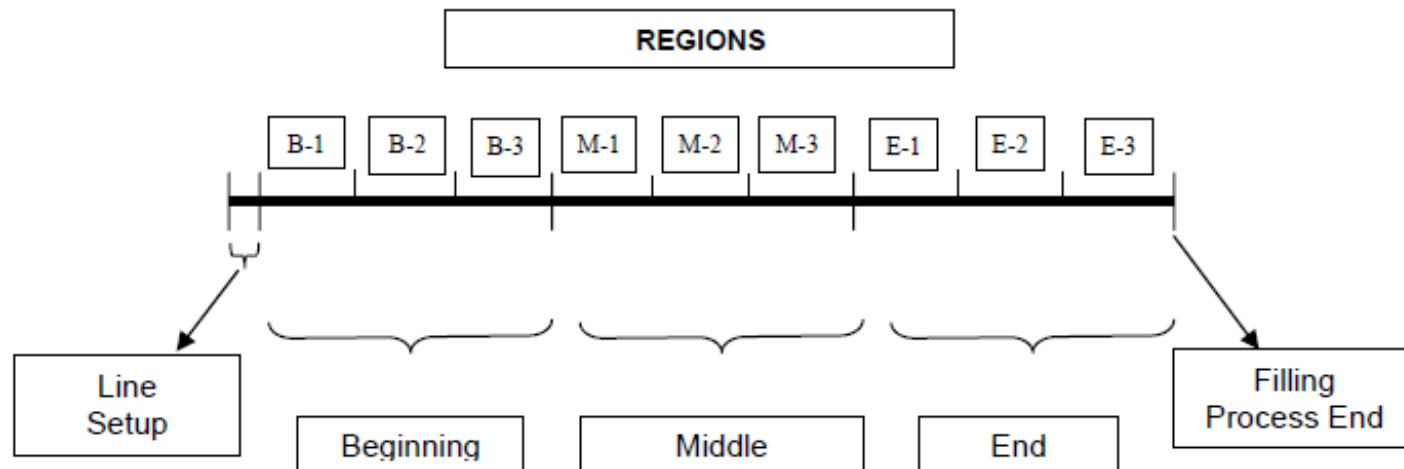 REGIONS
B-1 B-2 B-3 M-1 M-2 M-3 E-1 E-2 E-3
Line
Setup
Filling
Process End
Beginning Middle End